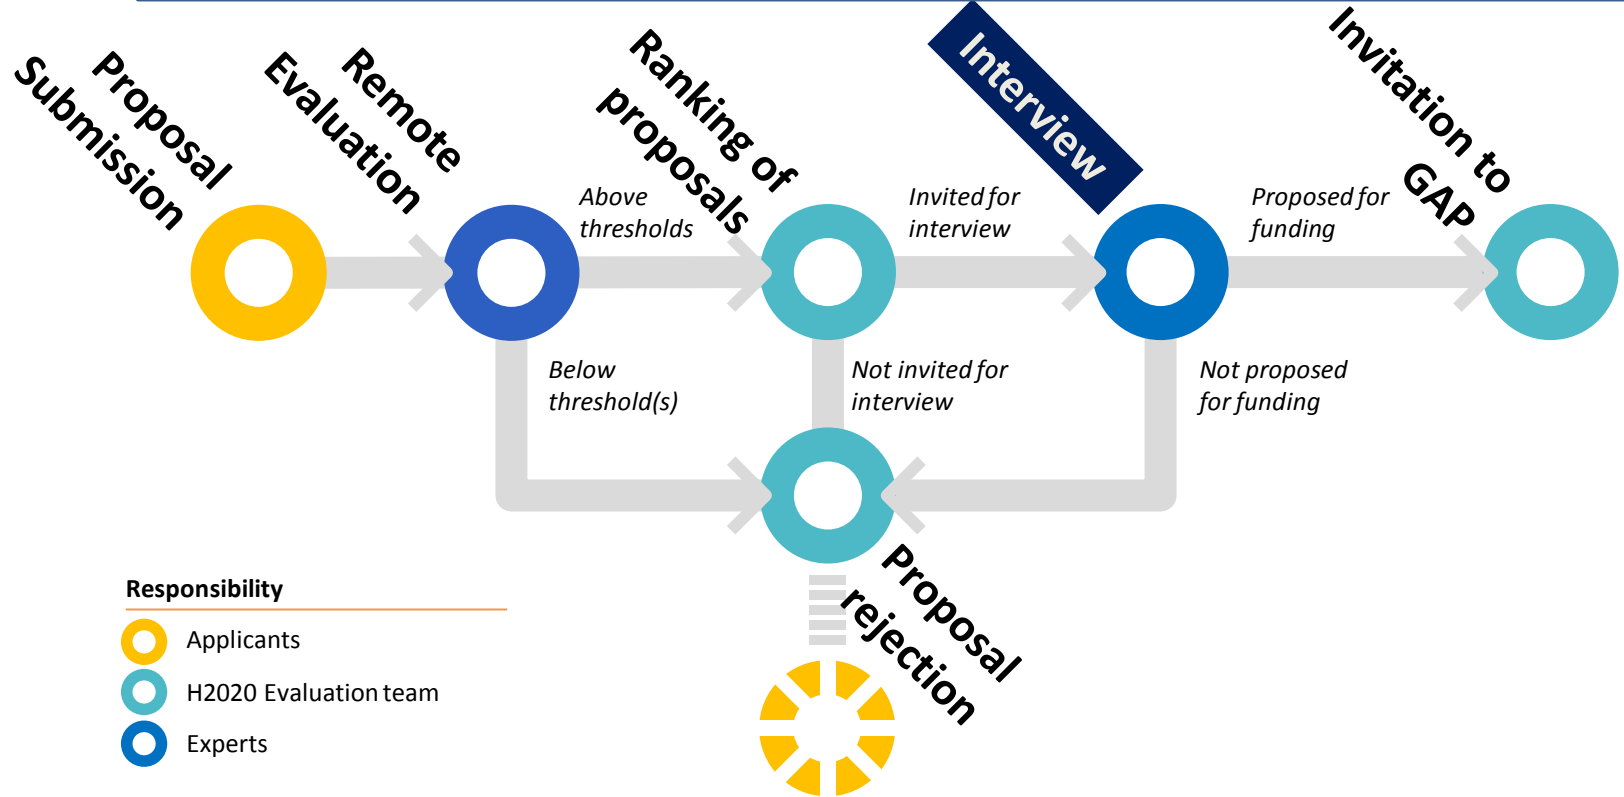 Proposal
Submission
Remote
Evaluation
Ranking of
proposals
Interview
Invitation to
GAP
Above
thresholds
Invited for
interview
Proposed for
funding
Below
threshold(s)
Not invited for
interview
Not proposed
for funding
Proposal
rejection
Responsibility
Applicants
H2020 Evaluation team
Experts